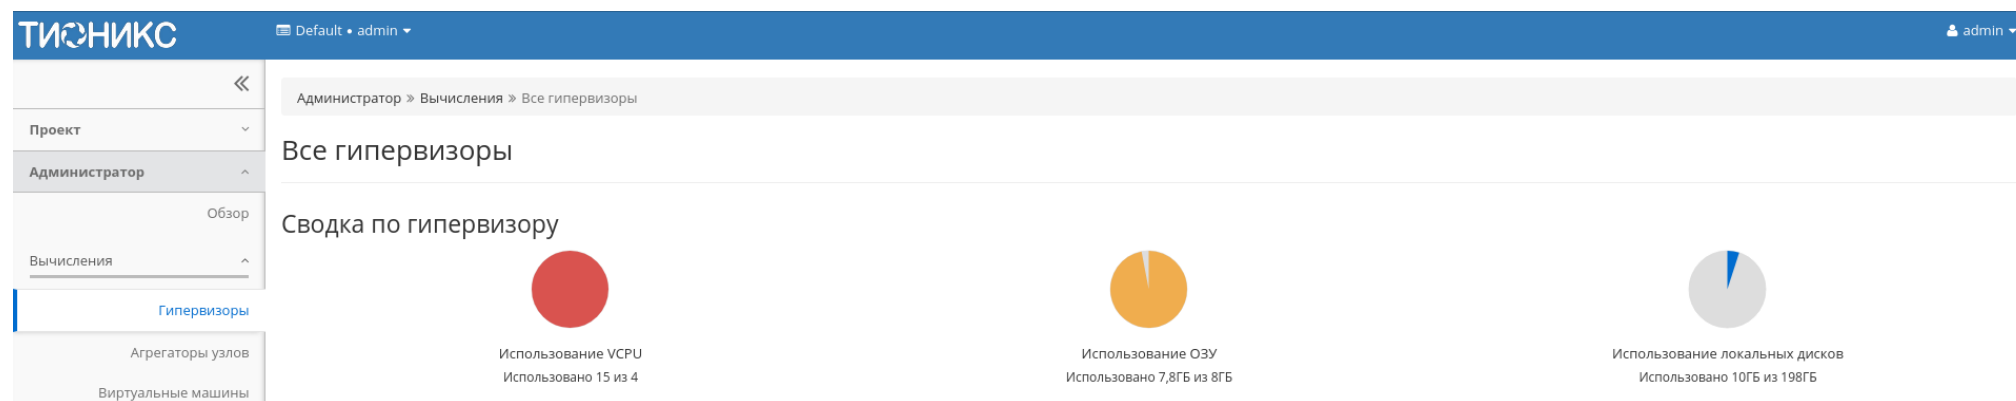 ТИОНИКС
Default • admin
admin
Администратор » Вычисления » Все гипервизоры
Проект
Администратор
Обзор
Вычисления
Гипервизоры
Агрегаторы узлов
Виртуальные машины
Все гипервизоры
Сводка по гипервизору
Использование VCPU
Использовано 15 из 4
Использование ОЗУ
Использовано 7,8ГБ из 8ГБ
Использование локальных дисков
Использовано 10ГБ из 198ГБ